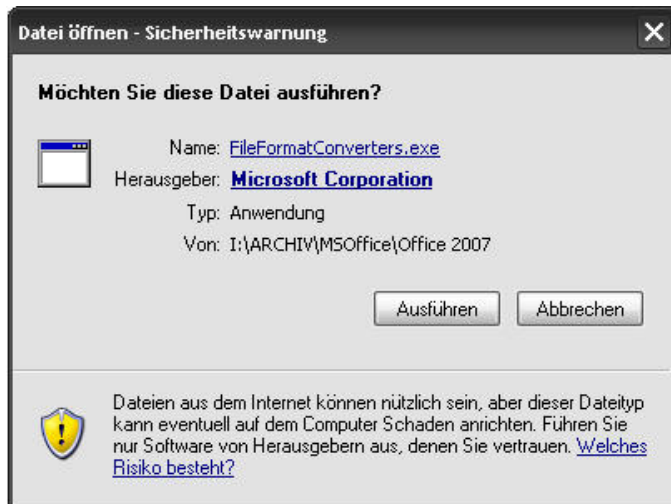 Datei öffnen - Sicherheitswarnung
Möchten Sie diese Datei ausführen?
Name: FileFormatConverters.exe
Herausgeber: Microsoft Corporation
Typ: Anwendung
Von: I:\ARCHIV\MSOffice\Office 2007
Ausführen Abbrechen
Dateien aus dem Internet können nützlich sein, aber dieser Dateityp
kann eventuell auf dem Computer Schaden anrichten. Führen Sie
nur Software von Herausgebern aus, denen Sie vertrauen. Welches
Risiko besteht?